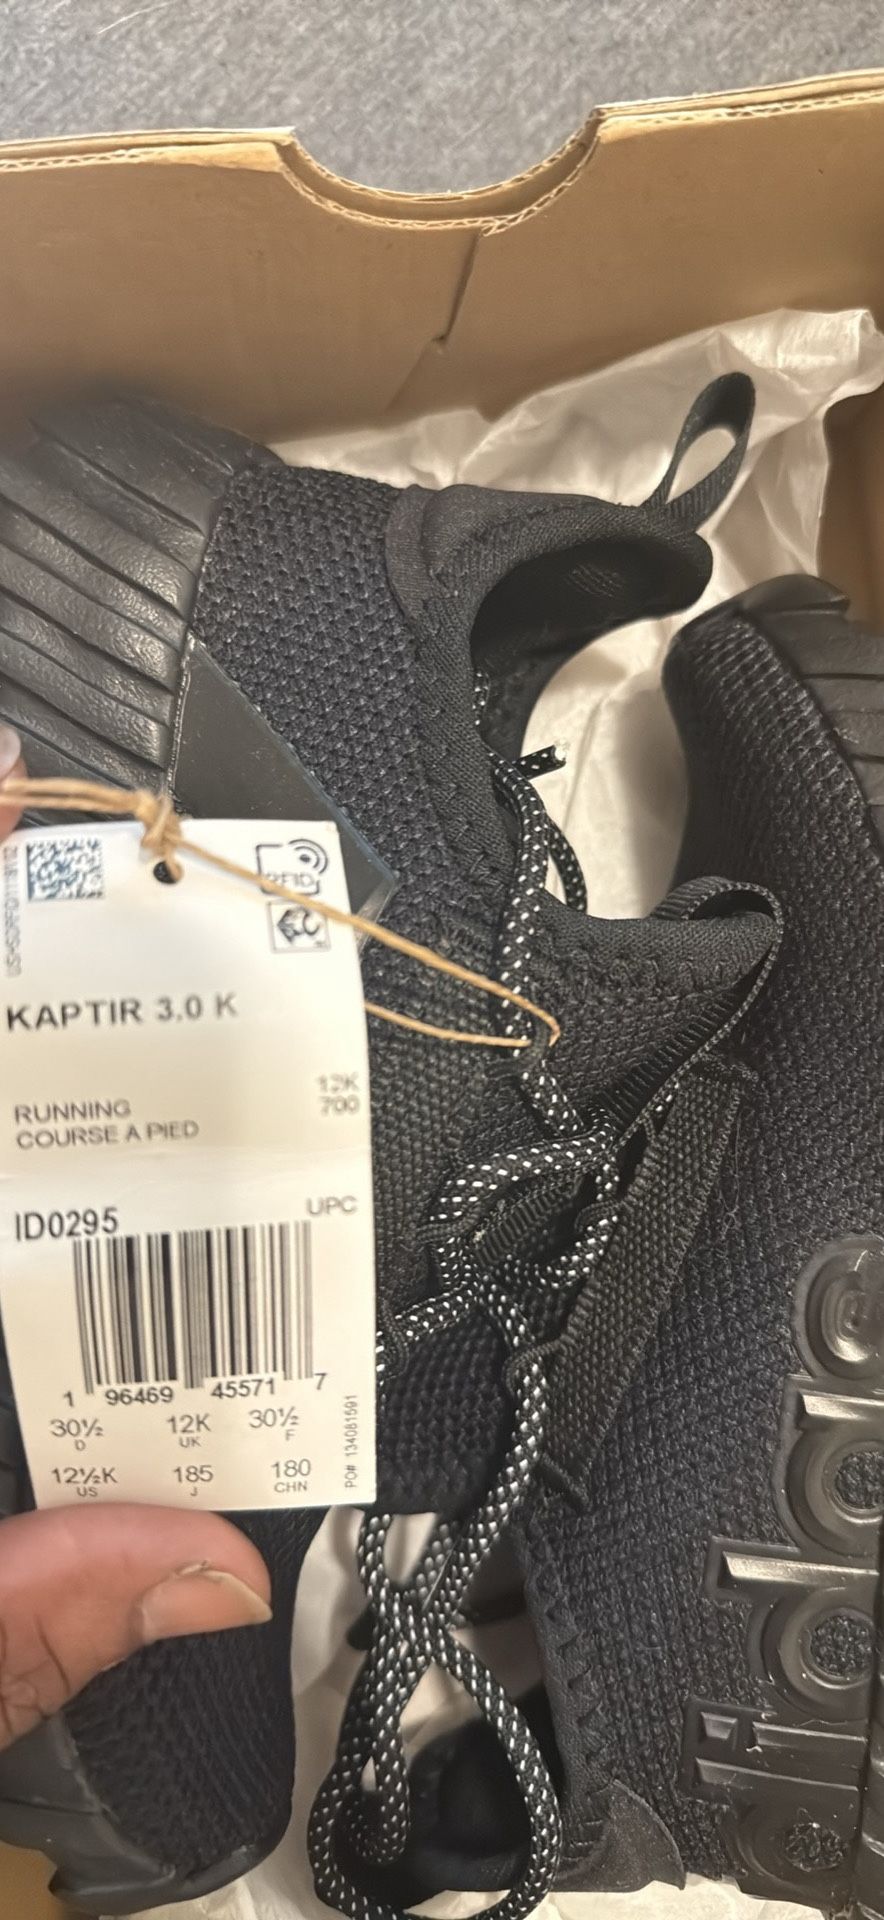 RFID
KAPTIR 3.0 K
12K
700
RUNNING
COURSE A PIED
ID0295
UPC
1 96469 45571 7
30½ 12K 30½
D UK F
12½K 185 180
US J CHN
PO# 134081591
adidas